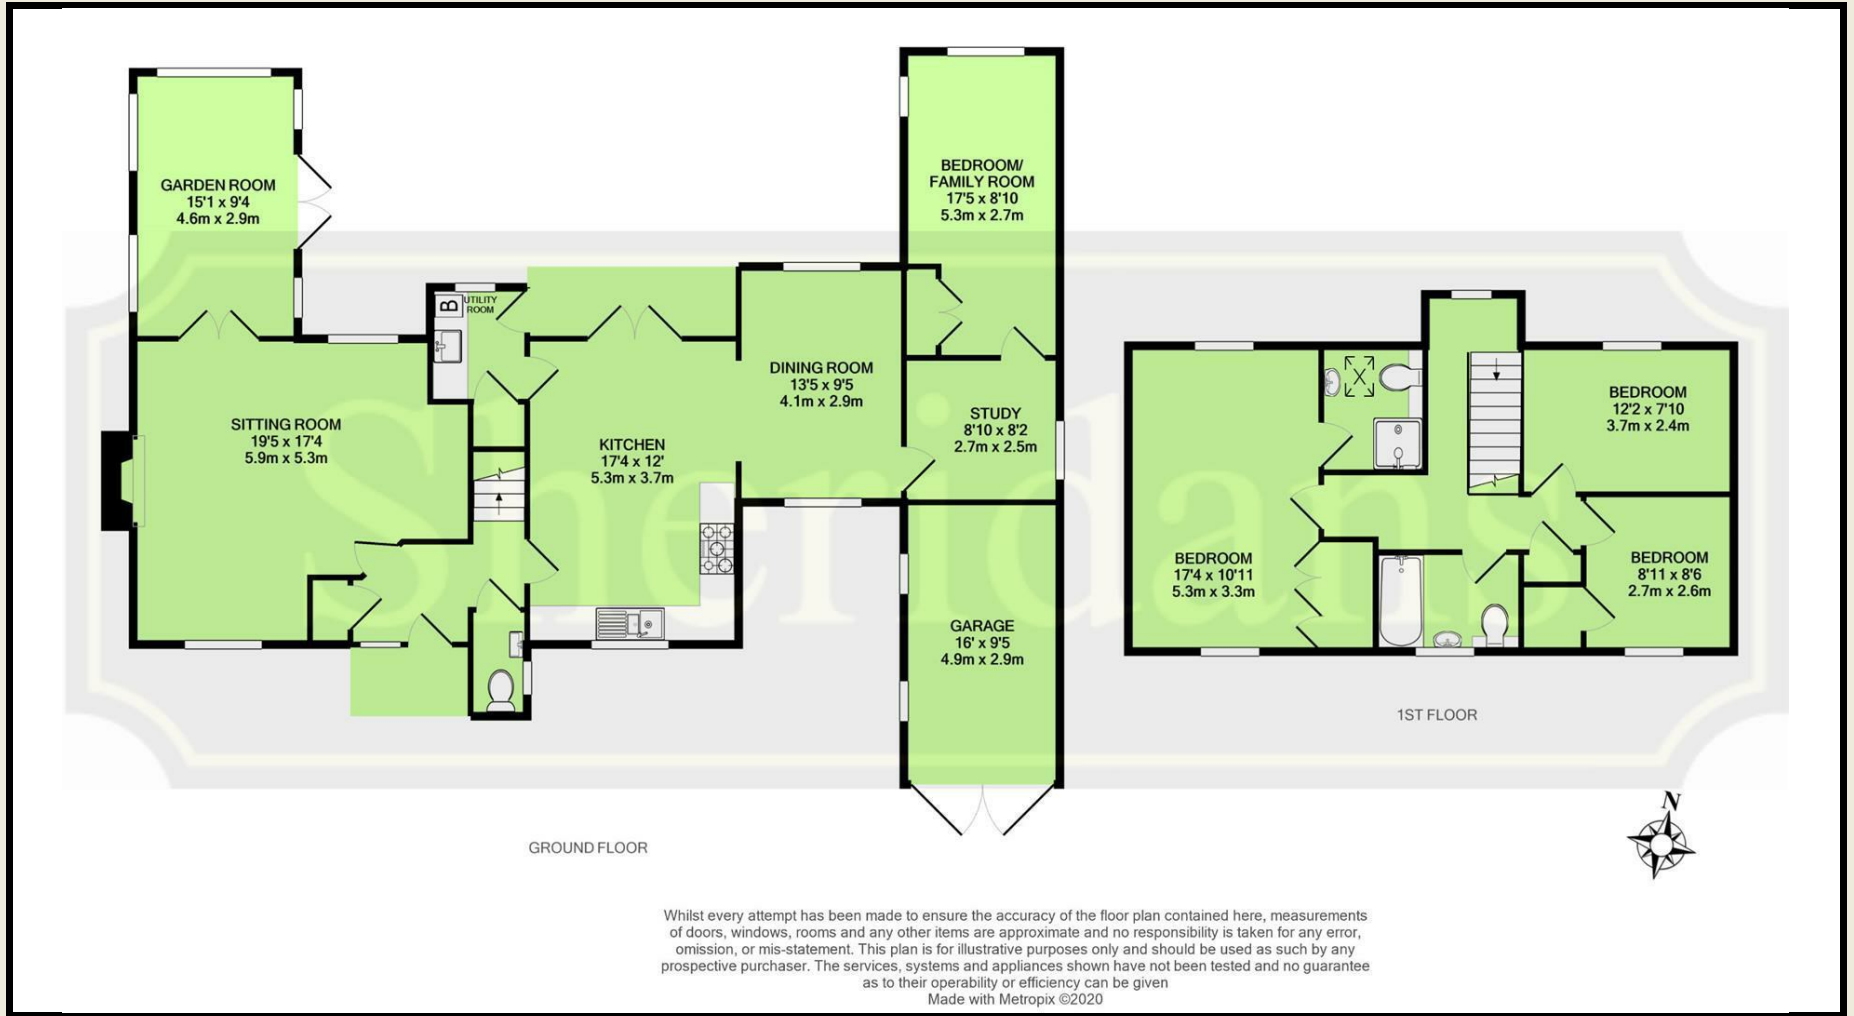 GARDEN ROOM
15'1 x 9'4
4.6m x 2.9m
BEDROOM/
FAMILY ROOM
17'5 x 8'10
5.3m x 2.7m
B
UTILITY
ROOM
SITTING ROOM
19'5 x 17'4
5.9m x 5.3m
KITCHEN
17'4 x 12'
5.3m x 3.7m
DINING ROOM
13'5 x 9'5
4.1m x 2.9m
STUDY
8'10 x 8'2
2.7m x 2.5m
GARAGE
16' x 9'5
4.9m x 2.9m
GROUND FLOOR
BEDROOM
17'4 x 10'11
5.3m x 3.3m
BEDROOM
12'2 x 7'10
3.7m x 2.4m
BEDROOM
8'11 x 8'6
2.7m x 2.6m
1ST FLOOR
Sheridans
N
Whilst every attempt has been made to ensure the accuracy of the floor plan contained here, measurements
of doors, windows, rooms and any other items are approximate and no responsibility is taken for any error,
omission, or mis-statement. This plan is for illustrative purposes only and should be used as such by any
prospective purchaser. The services, systems and appliances shown have not been tested and no guarantee
as to their operability or efficiency can be given
Made with Metropix ©2020